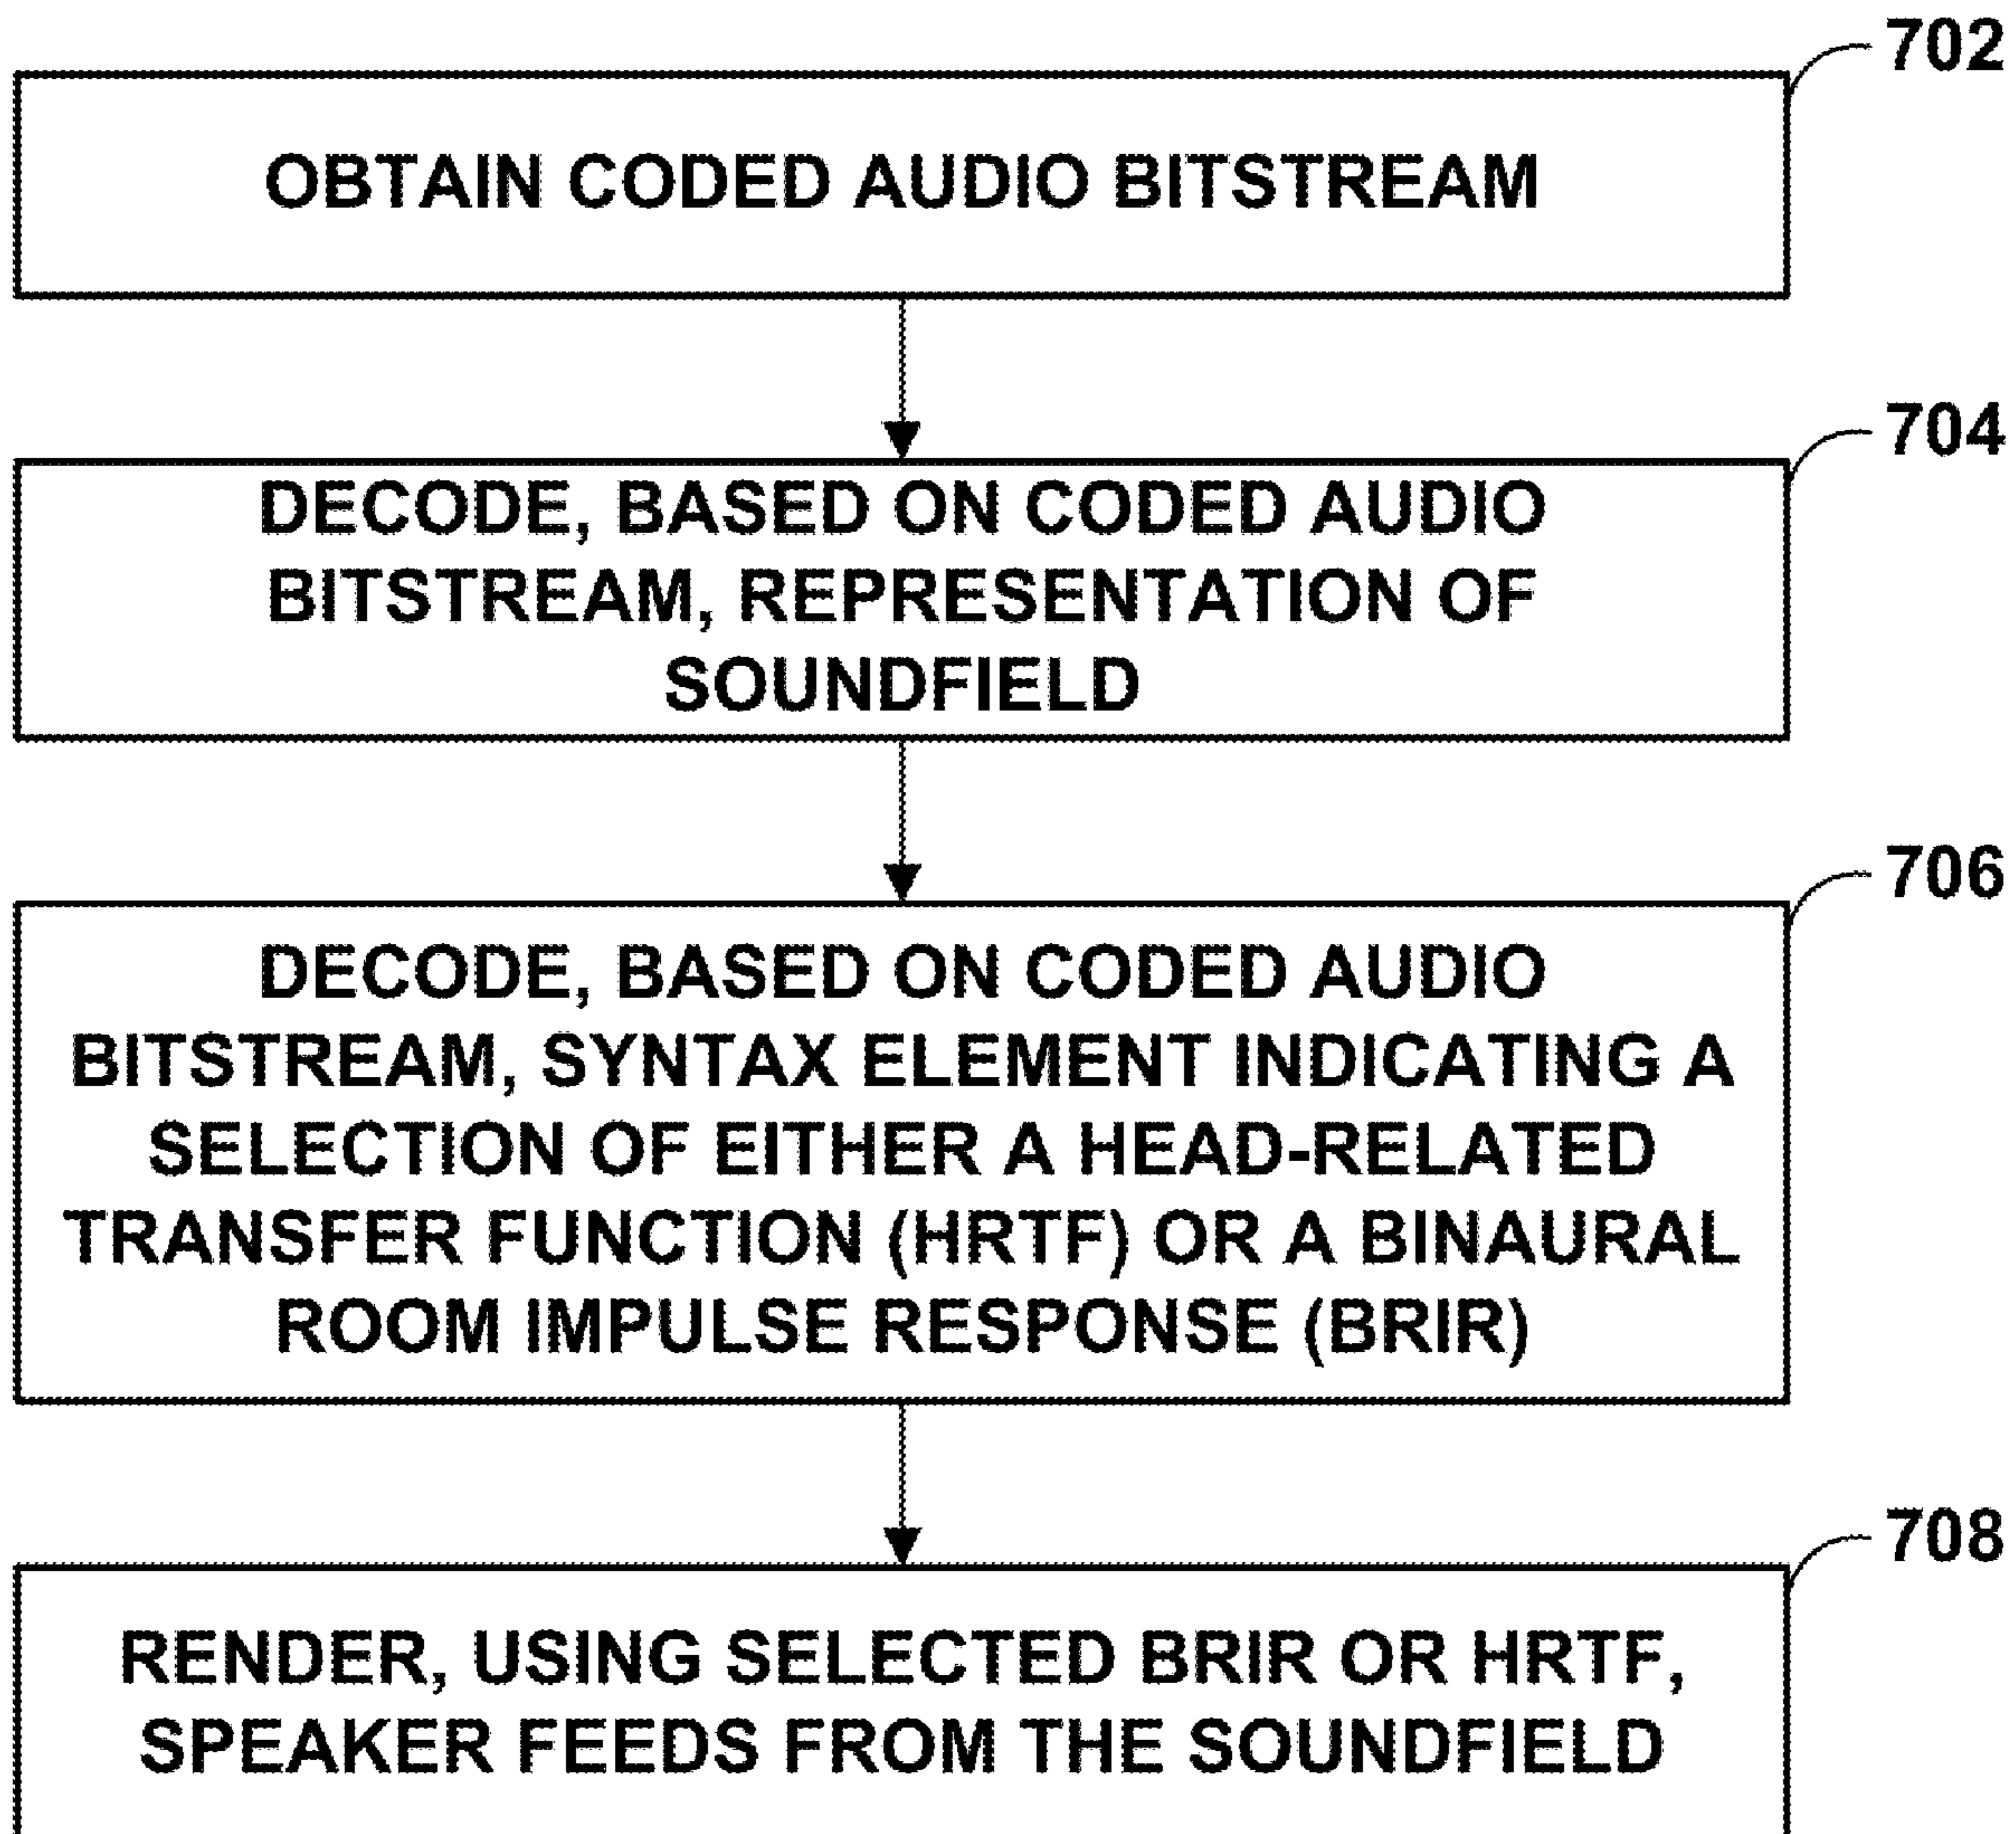 702
OBTAIN CODED AUDIO BITSTREAM
704
DECODE, BASED ON CODED AUDIO
BITSTREAM, REPRESENTATION OF
SOUNDFIELD
706
DECODE, BASED ON CODED AUDIO
BITSTREAM, SYNTAX ELEMENT INDICATING A
SELECTION OF EITHER A HEAD-RELATED
TRANSFER FUNCTION (HRTF) OR A BINAURAL
ROOM IMPULSE RESPONSE (BRIR)
708
RENDER, USING SELECTED BRIR OR HRTF,
SPEAKER FEEDS FROM THE SOUNDFIELD